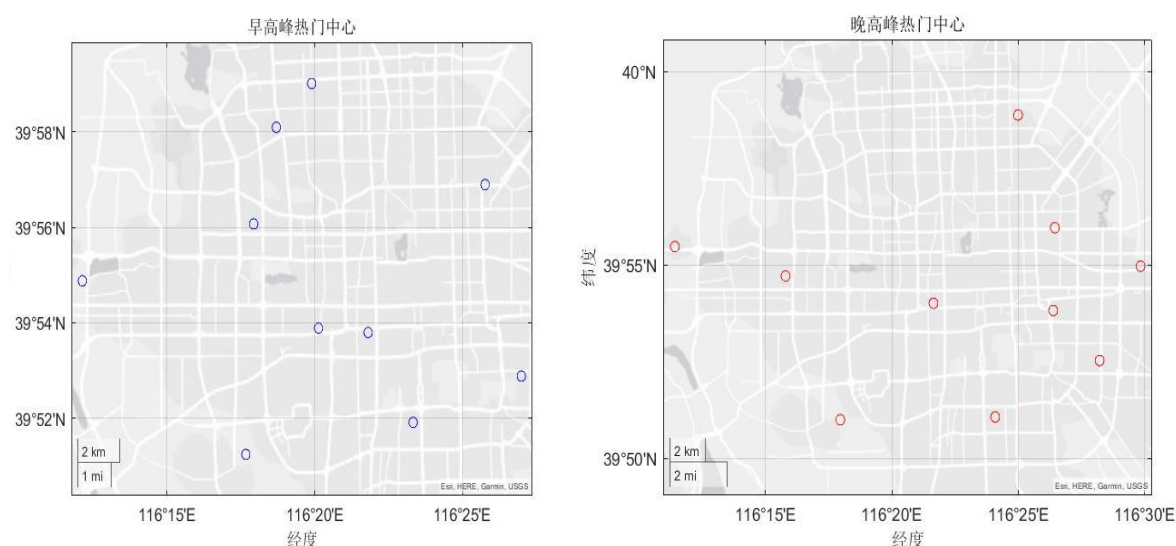 早高峰热门中心
39°58'N
39°56'N
39°54'N
39°52'N
2 km
1 mi
Esri, HERE, Garmin, USGS
116°15'E
116°20'E
116°25'E
经度
晚高峰热门中心
40°N
39°55'N
39°50'N
纬度
2 km
2 mi
Esri, HERE, Garmin, USGS
116°15'E
116°20'E
116°25'E
116°30'E
经度